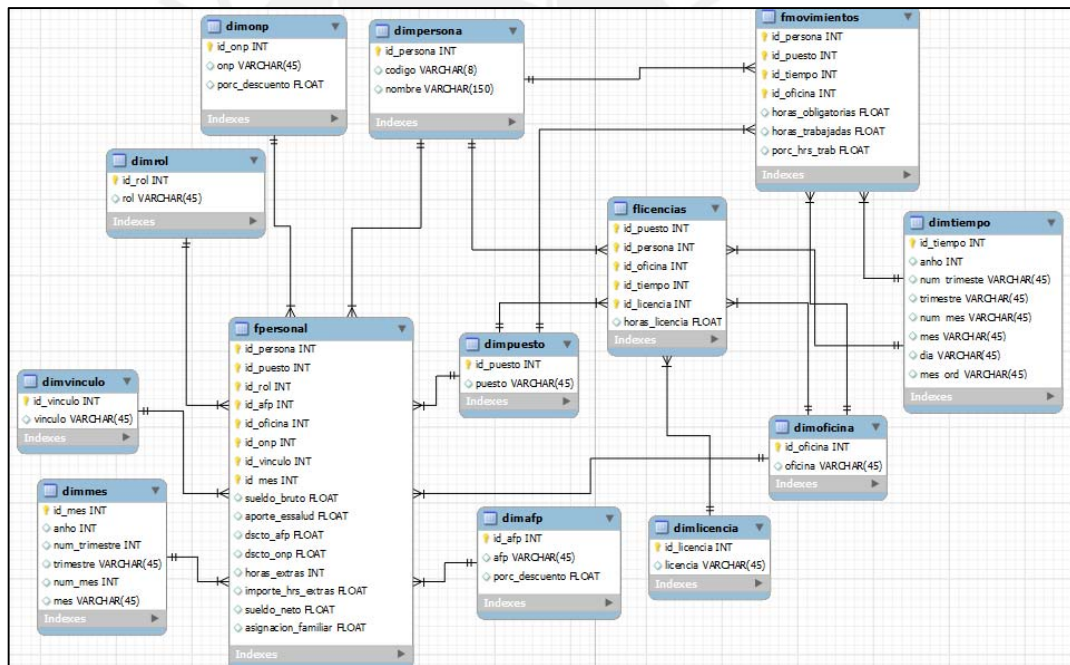 dimonp
id_onp INT
onp VARCHAR(45)
porc_descuento FLOAT
Indexes
dimpersona
id_persona INT
codigo VARCHAR(8)
nombre VARCHAR(150)
Indexes
fmovimientos
id_persona INT
id_puesto INT
id_tiempo INT
id_oficina INT
horas_obligatorias FLOAT
horas_trabajadas FLOAT
porc_hrs_trab FLOAT
Indexes
dimrol
id_rol INT
rol VARCHAR(45)
Indexes
flicencias
id_puesto INT
id_persona INT
id_oficina INT
id_tiempo INT
id_licencia INT
horas_licencia FLOAT
Indexes
dimtiempo
id_tiempo INT
anho INT
num_trimeste VARCHAR(45)
trimestre VARCHAR(45)
num_mes VARCHAR(45)
mes VARCHAR(45)
dia VARCHAR(45)
mes_ord VARCHAR(45)
Indexes
fpersonal
id_persona INT
id_puesto INT
id_rol INT
id_afp INT
id_oficina INT
id_onp INT
id_vinculo INT
id_mes INT
sueldo_bruto FLOAT
aporte_essalud FLOAT
dscto_afp FLOAT
dscto_onp FLOAT
horas_extras INT
importe_hrs_extras FLOAT
sueldo_neto FLOAT
asignacion_familiar FLOAT
Indexes
dimpuesto
id_puesto INT
puesto VARCHAR(45)
Indexes
dimvinculo
id_vinculo INT
vinculo VARCHAR(45)
Indexes
dimoficina
id_oficina INT
oficina VARCHAR(45)
Indexes
dimmes
id_mes INT
anho INT
num_trimestre INT
trimestre VARCHAR(45)
num_mes INT
mes VARCHAR(45)
Indexes
dimafp
id_afp INT
afp VARCHAR(45)
porc_descuento FLOAT
Indexes
dimlicencia
id_licencia INT
licencia VARCHAR(45)
Indexes